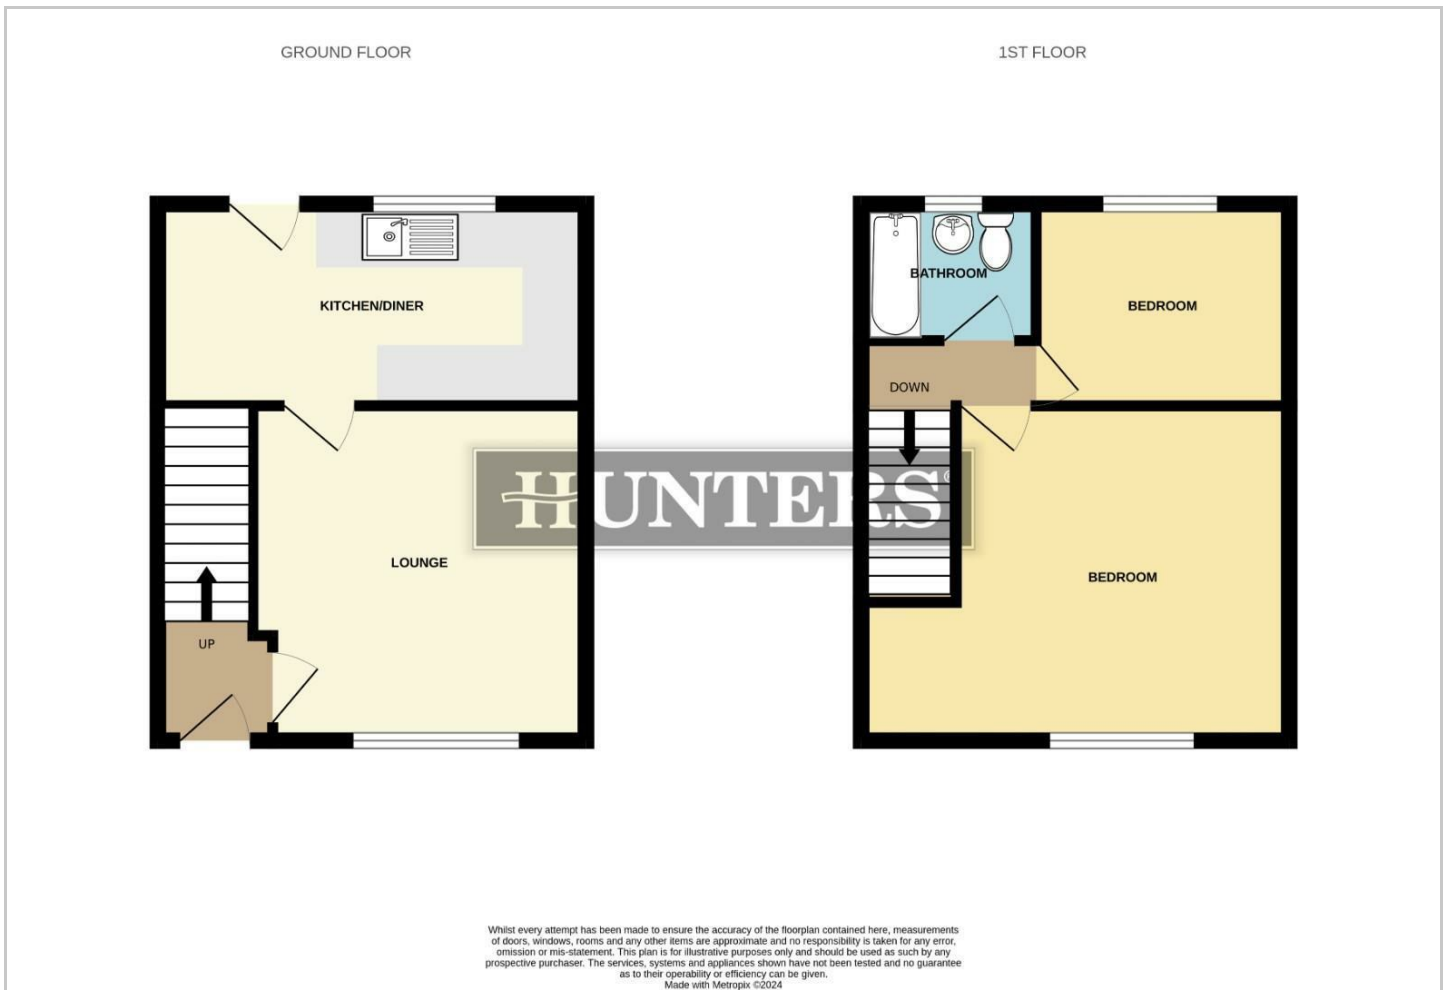 GROUND FLOOR
1ST FLOOR
KITCHEN/DINER
BATHROOM
BEDROOM
DOWN
HUNTERS®
LOUNGE
BEDROOM
UP
Whilst every attempt has been made to ensure the accuracy of the floorplan contained here, measurements
of doors, windows, rooms and any other items are approximate and no responsibility is taken for any error,
omission or mis-statement. This plan is for illustrative purposes only and should be used as such by any
prospective purchaser. The services, systems and appliances shown have not been tested and no guarantee
as to their operability or efficiency can be given.
Made with Metropix ©2024